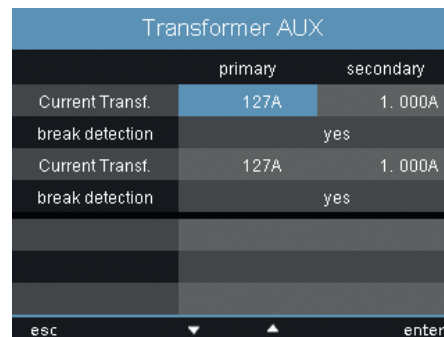 Transformer AUX
primary secondary
Current Transf. 127A 1. 000A
break detection yes
Current Transf. 127A 1. 000A
break detection yes
esc enter